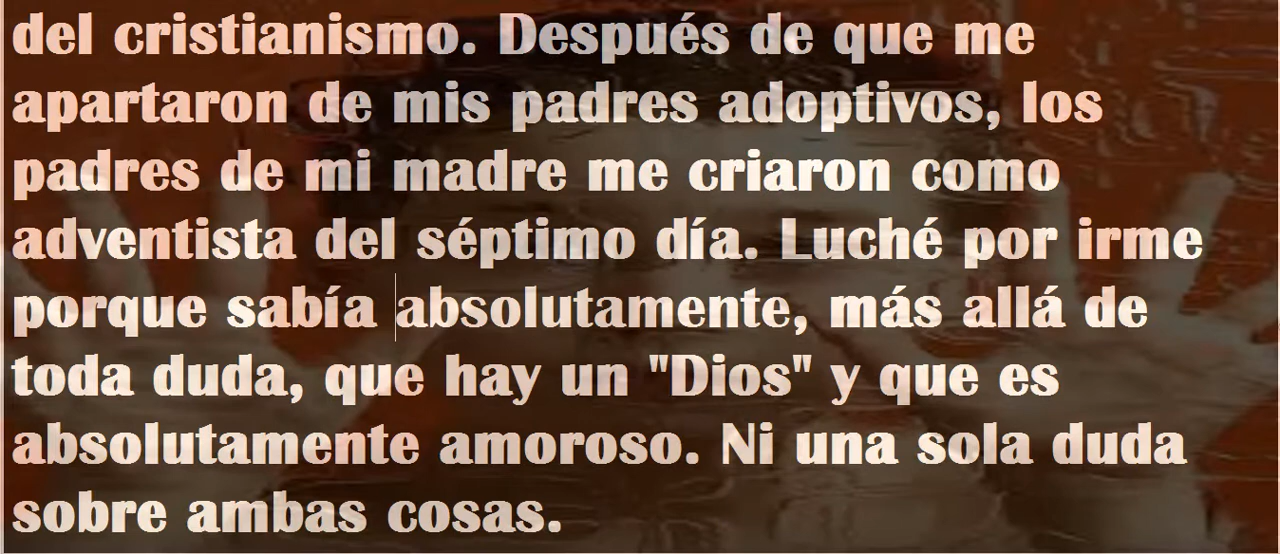 del cristianismo. Después de que me
apartaron de mis padres adoptivos, los
padres de mi madre me criaron como
adventista del séptimo día. Luché por irme
porque sabía absolutamente, más allá de
toda duda, que hay un "Dios" y que es
absolutamente amoroso. Ni una sola duda
sobre ambas cosas.